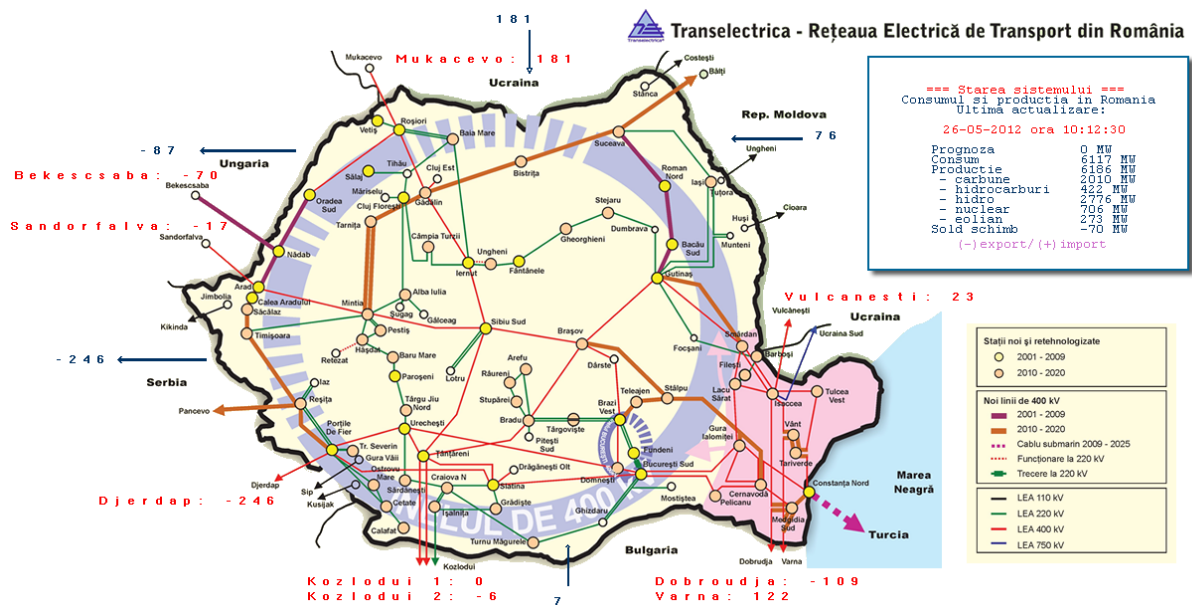 Transelectrica
Transelectrica - Rețeaua Electrică de Transport din România
181
Mukacevo: 181
Mukacevo
Ucraina
Costești
Bălți
Stânca
Rep. Moldova
76
=== Starea sistemului ===
Consumul si productia in Romania
Ultima actualizare:
26-05-2012 ora 10:12:30
Prognoza 0 MW
Consum 6117 MW
Productie 6186 MW
- carbune 2010 MW
- hidrocarburi 422 MW
- hidro 2776 MW
- nuclear 706 MW
- eolian 273 MW
Sold schimb -70 MW
(-)export/(+)import
-87
Ungaria
Bekescsaba: -70
Bekescsaba
Sandorfalva: -17
Sandorfalva
Vetiș
Roșiori
Baia Mare
Suceava
Ungheni
Tihău
Cluj Est
Sălaj
Bistrița
Roman
Nord
Iași
Țuțora
Mărișelu
Cluj Florești
Gădălin
Oradea
Sud
Stejaru
Cioara
Huși
Tarnița
Dumbrava
Munteni
Gheorghieni
Câmpia Turzii
Ungheni
Bacău
Sud
Nădab
Iernut
Fântânele
Gutinaș
Arad
Calea Aradului
Săcălaz
Jimbolia
Kikinda
Timișoara
Mintia
Alba Iulia
Șugag
Gâlceag
Vulcanesti: 23
Vulcănești
Ucraina
Ucraina Sud
Sibiu Sud
Pestiș
Hășdat
Retezat
Brașov
Focșani
Smârdan
Barboși
Filești
-246
Serbia
Baru Mare
Paroșeni
Lotru
Arefu
Râureni
Stupărei
Dârste
Teleajen
Stâlpu
Lacu
Sărat
Isaccea
Tulcea
Vest
Iaz
Reșița
Pancevo
Târgu Jiu
Nord
Urechești
Bradu
Târgoviște
Brazi
Vest
Pitești
Sud
Gura
Ialomiței
Vânt
Tariverde
Porțile
De Fier
Tr. Severin
Gura Văii
Țânțăreni
Fundeni
București Sud
Domnești
Drăgănești Olt
Ostrovu
Mare
Craiova N
Slatina
Djerdap
Djerdap: -246
Sip
Kusijak
Sărdănești
Cetate
Ișalnița
Grădiște
Mostiștea
Ghizdaru
Pelicanu
Cernavodă
Constanța Nord
Medgidia
Sud
Marea
Neagră
Turcia
INELUL DE 400 kV
Calafat
Turnu Măgurele
Bulgaria
Kozlodui
Dobrudja
Varna
Kozlodui 1: 0
Kozlodui 2: -6
7
Dobroudja: -109
Varna: 122
Stații noi și retehnologizate
2001 - 2009
2010 - 2020
Noi linii de 400 kV
2001 - 2009
2010 - 2020
Cablu submarin 2009 - 2025
Funcționare la 220 kV
Trecere la 220 kV
LEA 110 kV
LEA 220 kV
LEA 400 kV
LEA 750 kV